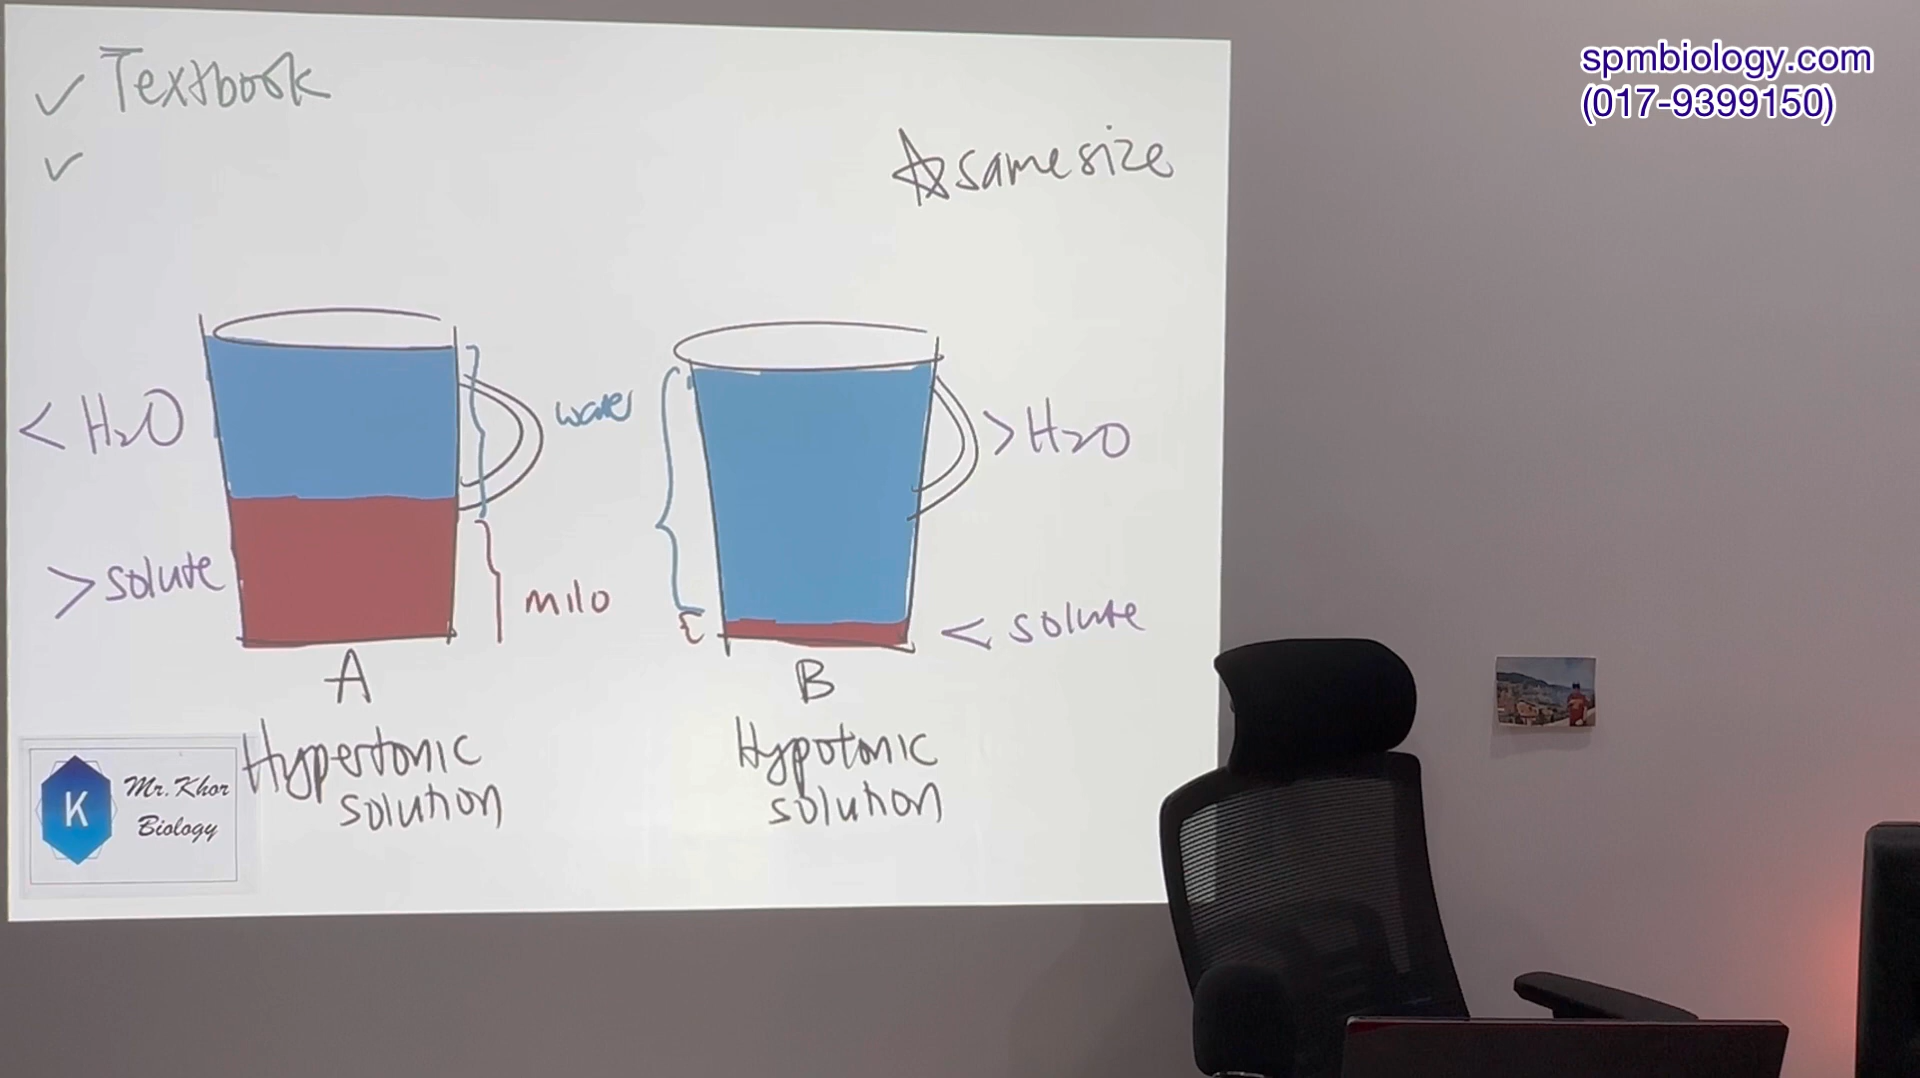 spmbiology.com
(017-9399150)
✓ Textbook
✓
☆ same size
< H₂O
water
> H₂O
> solute
milo
< solute
A
B
Hypertonic
solution
Hypotonic
solution
K
Mr. Khor
Biology